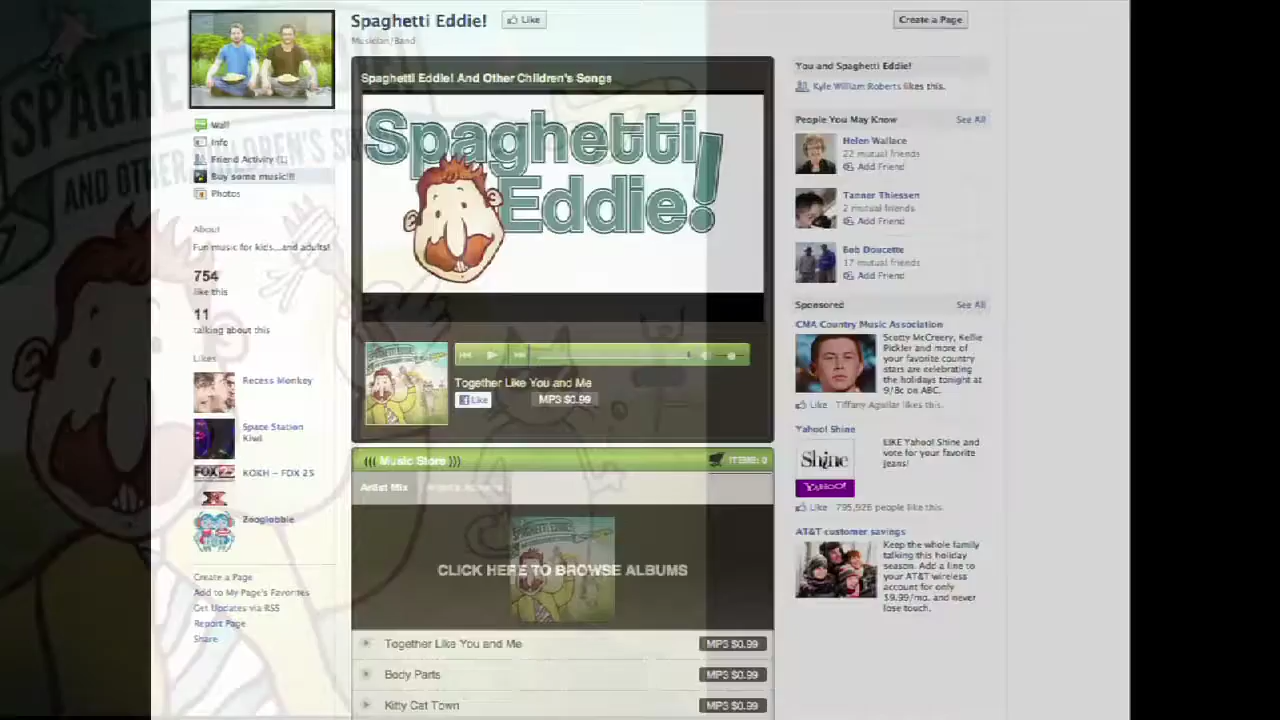 Spaghetti Eddie!
Like
Create a Page
Musician/Band
SPAGHETTI
AND OTHER CHILDREN'S
Wall
Info
Friend Activity (1)
Buy some music!!!
Photos
About
Fun music for kids...and adults!
754
like this
11
talking about this
Likes
Recess Monkey
Space Station
Kiwi
KOKH - FOX 25
Zooglobble
Create a Page
Add to My Page's Favorites
Get Updates via RSS
Report Page
Share
Spaghetti Eddie! And Other Children's Songs
Spaghetti
Eddie!
Together Like You and Me
Like
MP3 $0.99
((( Music Store )))
ITEMS: 0
Artist Mix
SPAGHETTI EDDIE!
CLICK HERE TO BROWSE ALBUMS
Together Like You and Me
MP3 $0.99
Body Parts
MP3 $0.99
Kitty Cat Town
MP3 $0.99
You and Spaghetti Eddie!
Kyle William Roberts likes this.
People You May Know
See All
Helen Wallace
22 mutual friends
Add Friend
Tanner Thiessen
2 mutual friends
Add Friend
Bob Doucette
17 mutual friends
Add Friend
Sponsored
See All
CMA Country Music Association
Scotty McCreery, Kellie
Pickler and more of
your favorite country
stars are celebrating
the holidays tonight at
9/8c on ABC.
Like
Tiffany Aguilar likes this.
Yahoo! Shine
Shine
YAHOO!
LIKE Yahoo! Shine and
vote for your favorite
jeans!
Like
795,926 people like this.
AT&T customer savings
Keep the whole family
talking this holiday
season. Add a line to
your AT&T wireless
account for only
$9.99/mo. and never
lose touch.